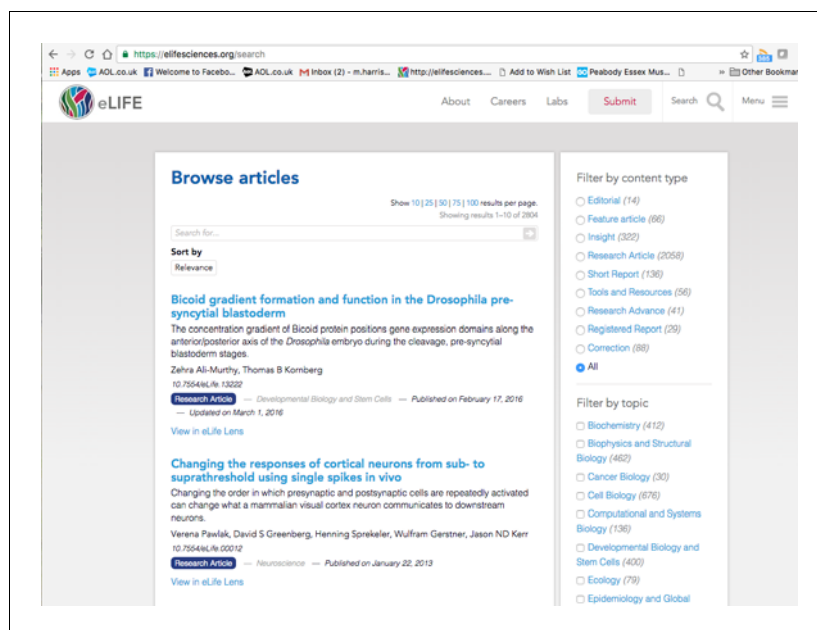 https://elifesciences.org/search
Apps AOL.co.uk Welcome to Facebo... AOL.co.uk Inbox (2) - m.harris... http://elifesciences.... Add to Wish List Peabody Essex Mus... » Other Bookmar
eLIFE
About Careers Labs Submit Search Menu
Browse articles
Show 10 | 25 | 50 | 75 | 100 results per page.
Showing results 1–10 of 2804
Search for...
Sort by
Relevance
Bicoid gradient formation and function in the Drosophila pre-
syncytial blastoderm
The concentration gradient of Bicoid protein positions gene expression domains along the
anterior/posterior axis of the Drosophila embryo during the cleavage, pre-syncytial
blastoderm stages.
Zehra Ali-Murthy, Thomas B Kornberg
10.7554/eLife.13222
Research Article — Developmental Biology and Stem Cells — Published on February 17, 2016
— Updated on March 1, 2016
View in eLife Lens
Changing the responses of cortical neurons from sub- to
suprathreshold using single spikes in vivo
Changing the order in which presynaptic and postsynaptic cells are repeatedly activated
can change what a mammalian visual cortex neuron communicates to downstream
neurons.
Verena Pawlak, David S Greenberg, Henning Sprekeler, Wulfram Gerstner, Jason ND Kerr
10.7554/eLife.00012
Research Article — Neuroscience — Published on January 22, 2013
View in eLife Lens
Filter by content type
Editorial (14)
Feature article (66)
Insight (322)
Research Article (2058)
Short Report (136)
Tools and Resources (56)
Research Advance (41)
Registered Report (29)
Correction (88)
All
Filter by topic
Biochemistry (412)
Biophysics and Structural
Biology (462)
Cancer Biology (30)
Cell Biology (676)
Computational and Systems
Biology (136)
Developmental Biology and
Stem Cells (400)
Ecology (79)
Epidemiology and Global